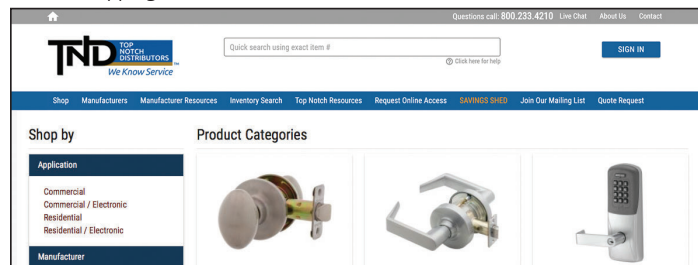 Questions call: 800.233.4210 Live Chat About Us Contact
TND TOP NOTCH DISTRIBUTORS
We Know Service
Quick search using exact item #
Click here for help
SIGN IN
Shop Manufacturers Manufacturer Resources Inventory Search Top Notch Resources Request Online Access SAVINGS SHED Join Our Mailing List Quote Request
Shop by
Product Categories
Application
Commercial
Commercial / Electronic
Residential
Residential / Electronic
Manufacturer